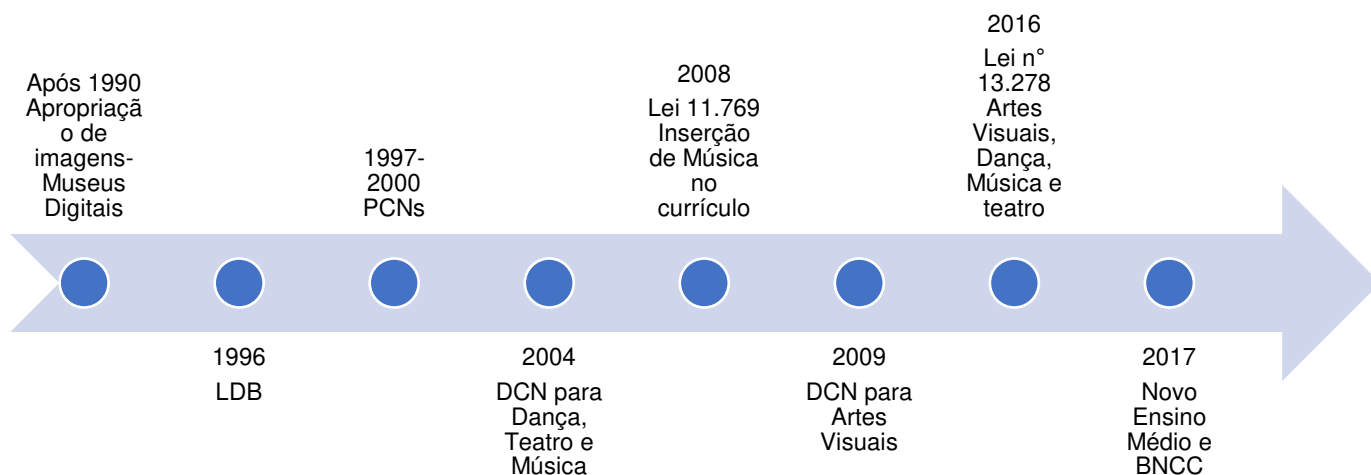 Após 1990
Apropriaçã
o de
imagens-
Museus
Digitais
1996
LDB
1997-
2000
PCNs
2004
DCN para
Dança,
Teatro e
Música
2008
Lei 11.769
Inserção
de Música
no
currículo
2009
DCN para
Artes
Visuais
2016
Lei n°
13.278
Artes
Visuais,
Dança,
Música e
teatro
2017
Novo
Ensino
Médio e
BNCC